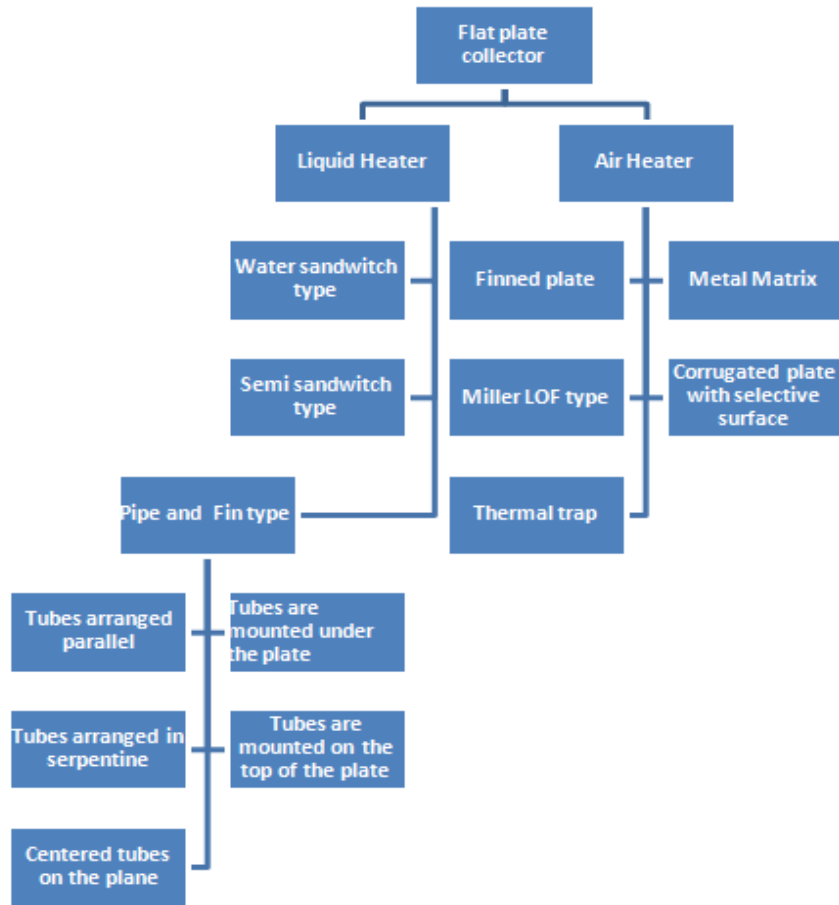 Flat plate
collector
Liquid Heater
Air Heater
Water sandwitch
type
Finned plate
Metal Matrix
Semi sandwitch
type
Miller LOF type
Corrugated plate
with selective
surface
Pipe and Fin type
Thermal trap
Tubes arranged
parallel
Tubes are
mounted under
the plate
Tubes arranged in
serpentine
Tubes are
mounted on the
top of the plate
Centered tubes
on the plane